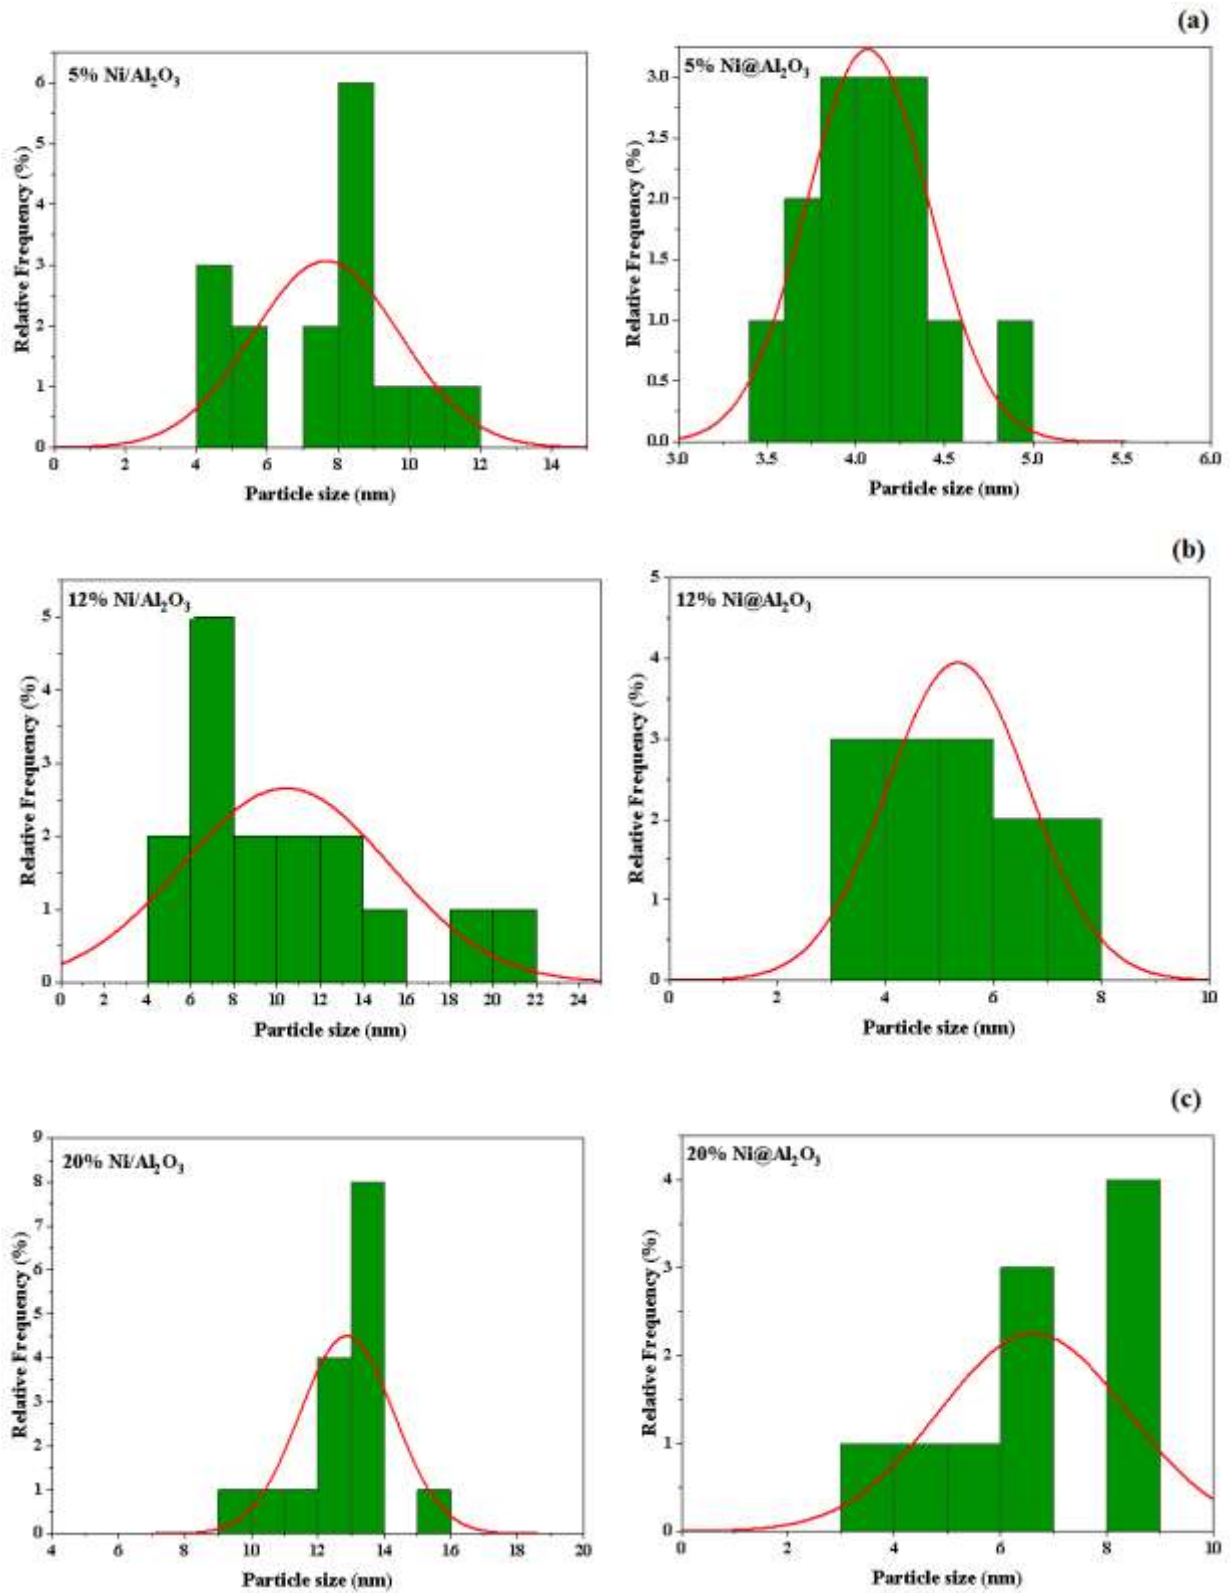 (a)
5% Ni/Al₂O₃
Relative Frequency (%)
6
5
4
3
2
1
0
0 2 4 6 8 10 12 14
Particle size (nm)
5% Ni@Al₂O₃
Relative Frequency (%)
3.0
2.5
2.0
1.5
1.0
0.5
0.0
3.0 3.5 4.0 4.5 5.0 5.5 6.0
Particle size (nm)
(b)
12% Ni/Al₂O₃
Relative Frequency (%)
5
4
3
2
1
0
0 2 4 6 8 10 12 14 16 18 20 22 24
Particle size (nm)
12% Ni@Al₂O₃
Relative Frequency (%)
5
4
3
2
1
0
0 2 4 6 8 10
Particle size (nm)
(c)
20% Ni/Al₂O₃
Relative Frequency (%)
9
8
7
6
5
4
3
2
1
0
4 6 8 10 12 14 16 18 20
Particle size (nm)
20% Ni@Al₂O₃
Relative Frequency (%)
4
3
2
1
0
0 2 4 6 8 10
Particle size (nm)